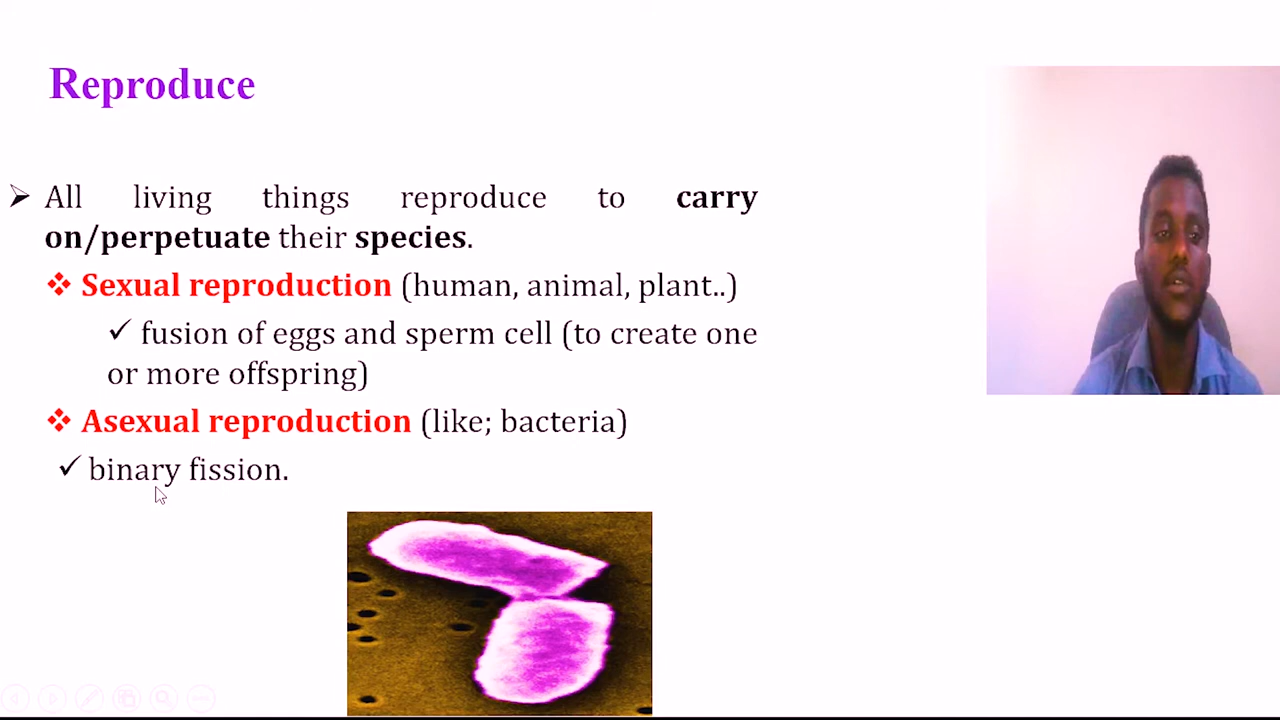 Reproduce
➢ All living things reproduce to carry
on/perpetuate their species.
❖ Sexual reproduction (human, animal, plant..)
✓ fusion of eggs and sperm cell (to create one
or more offspring)
❖ Asexual reproduction (like; bacteria)
✓ binary fission.